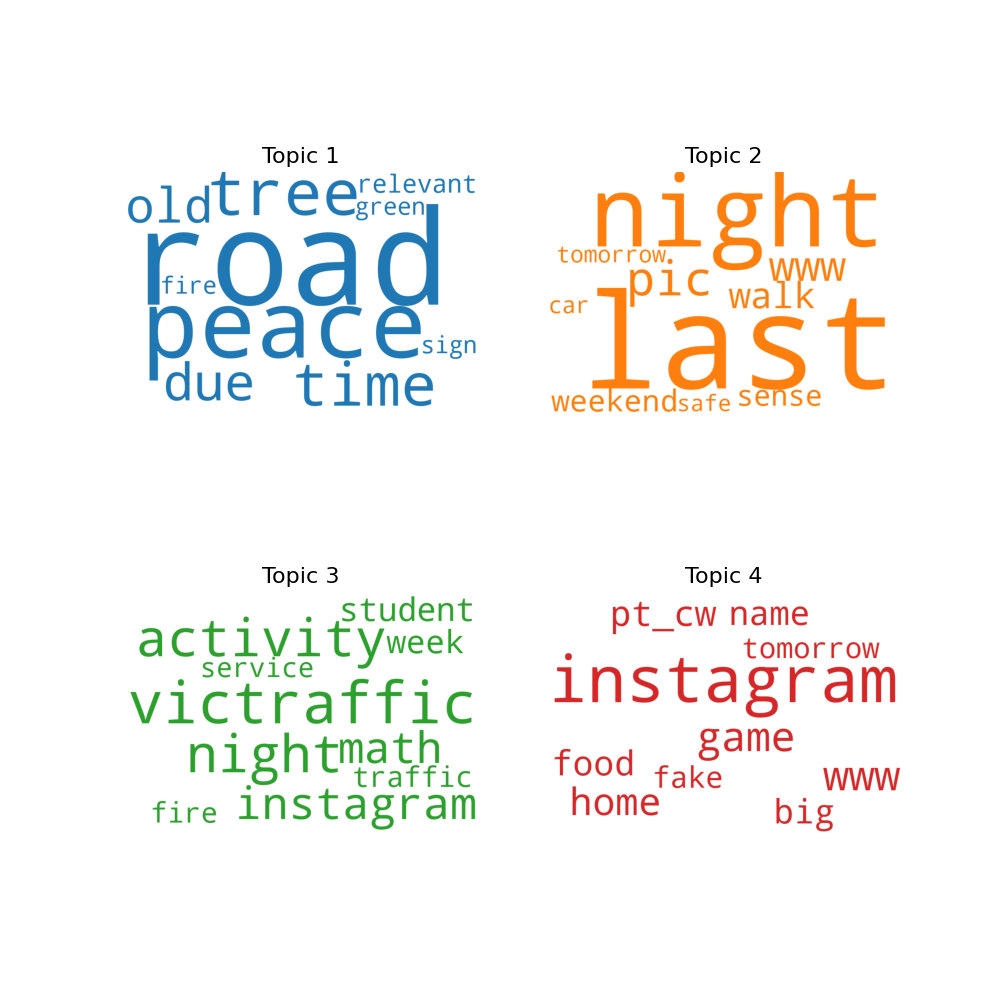 Topic 1
old tree relevant
green
road
fire
peace
sign
due time
Topic 2
night
tomorrow
pic www
walk
car
last
weekend safe sense
Topic 3
student
activity week
service
victraffic
night math
traffic
fire instagram
Topic 4
pt_cw name
tomorrow
instagram
game
food fake www
home big